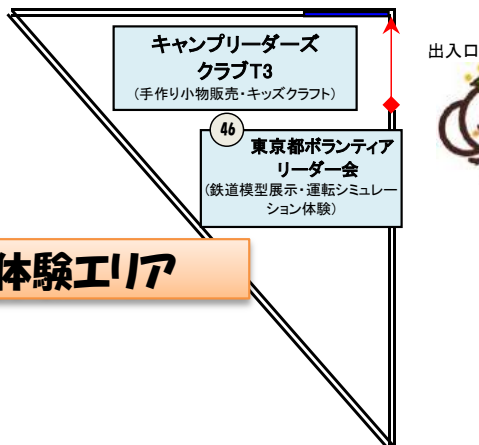 キャンプリーダーズ
クラブT3
(手作り小物販売・キッズクラフト)
出入口
46
東京都ボランティア
リーダー会
(鉄道模型展示・運転シミュレー
ション体験)
体験エリア